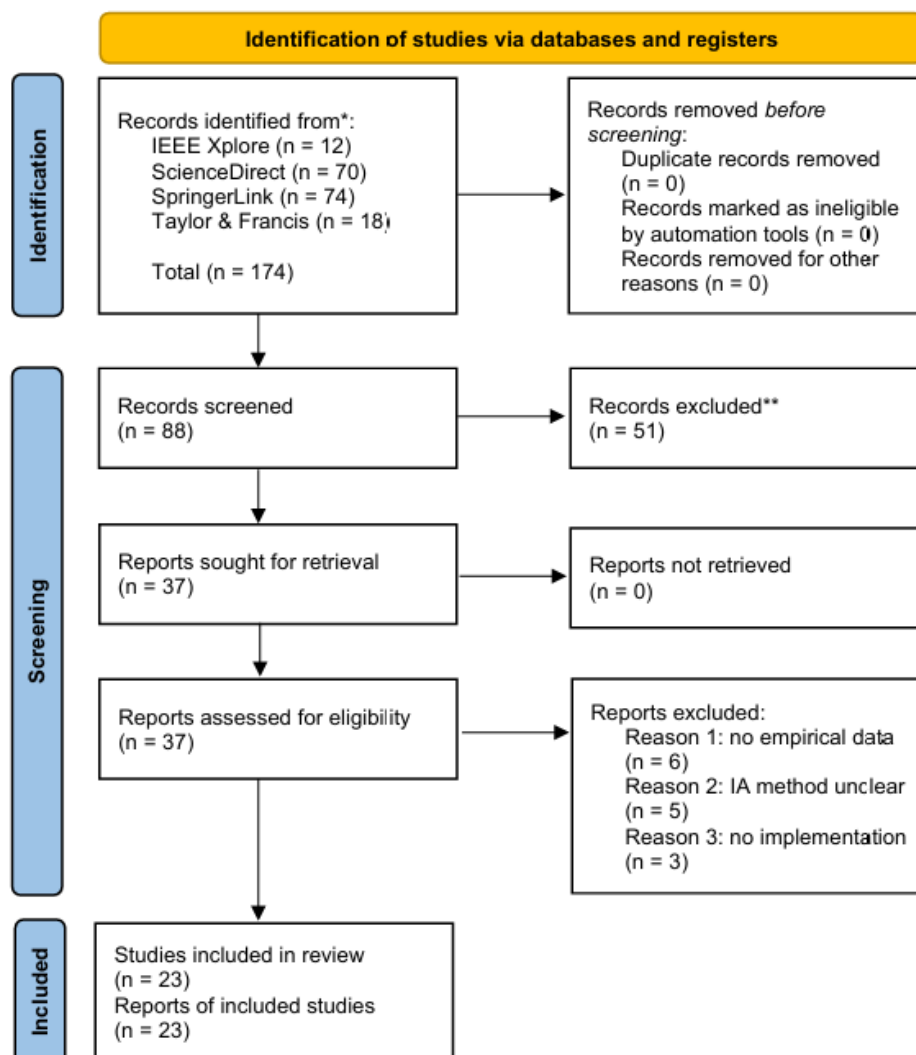 Identification of studies via databases and registers
Identification
Records identified from*:
IEEE Xplore (n = 12)
ScienceDirect (n = 70)
SpringerLink (n = 74)
Taylor & Francis (n = 18)
Total (n = 174)
Records removed before
screening:
Duplicate records removed
(n = 0)
Records marked as ineligible
by automation tools (n = 0)
Records removed for other
reasons (n = 0)
Screening
Records screened
(n = 88)
Records excluded**
(n = 51)
Reports sought for retrieval
(n = 37)
Reports not retrieved
(n = 0)
Reports assessed for eligibility
(n = 37)
Reports excluded:
Reason 1: no empirical data
(n = 6)
Reason 2: IA method unclear
(n = 5)
Reason 3: no implementation
(n = 3)
Included
Studies included in review
(n = 23)
Reports of included studies
(n = 23)